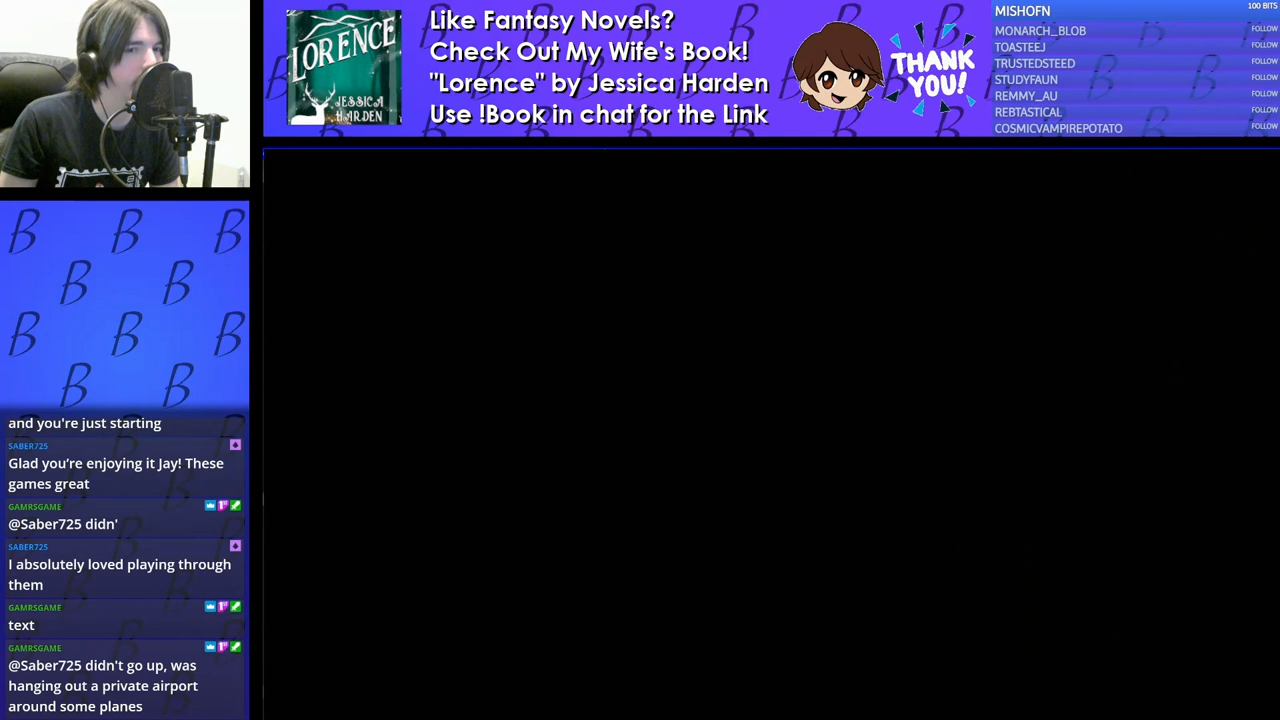 LORENCE
JESSICA
HARDEN
Like Fantasy Novels?
Check Out My Wife's Book!
"Lorence" by Jessica Harden
Use !Book in chat for the Link
THANK
YOU!
MISHOFN 100 BITS
MONARCH_BLOB FOLLOW
TOASTEEJ FOLLOW
TRUSTEDSTEED FOLLOW
STUDYFAUN FOLLOW
REMMY_AU FOLLOW
REBTASTICAL FOLLOW
COSMICVAMPIREPOTATO FOLLOW
and you're just starting
SABER725
Glad you’re enjoying it Jay! These
games great
GAMRSGAME
@Saber725 didn'
SABER725
I absolutely loved playing through
them
GAMRSGAME
text
GAMRSGAME
@Saber725 didn't go up, was
hanging out a private airport
around some planes